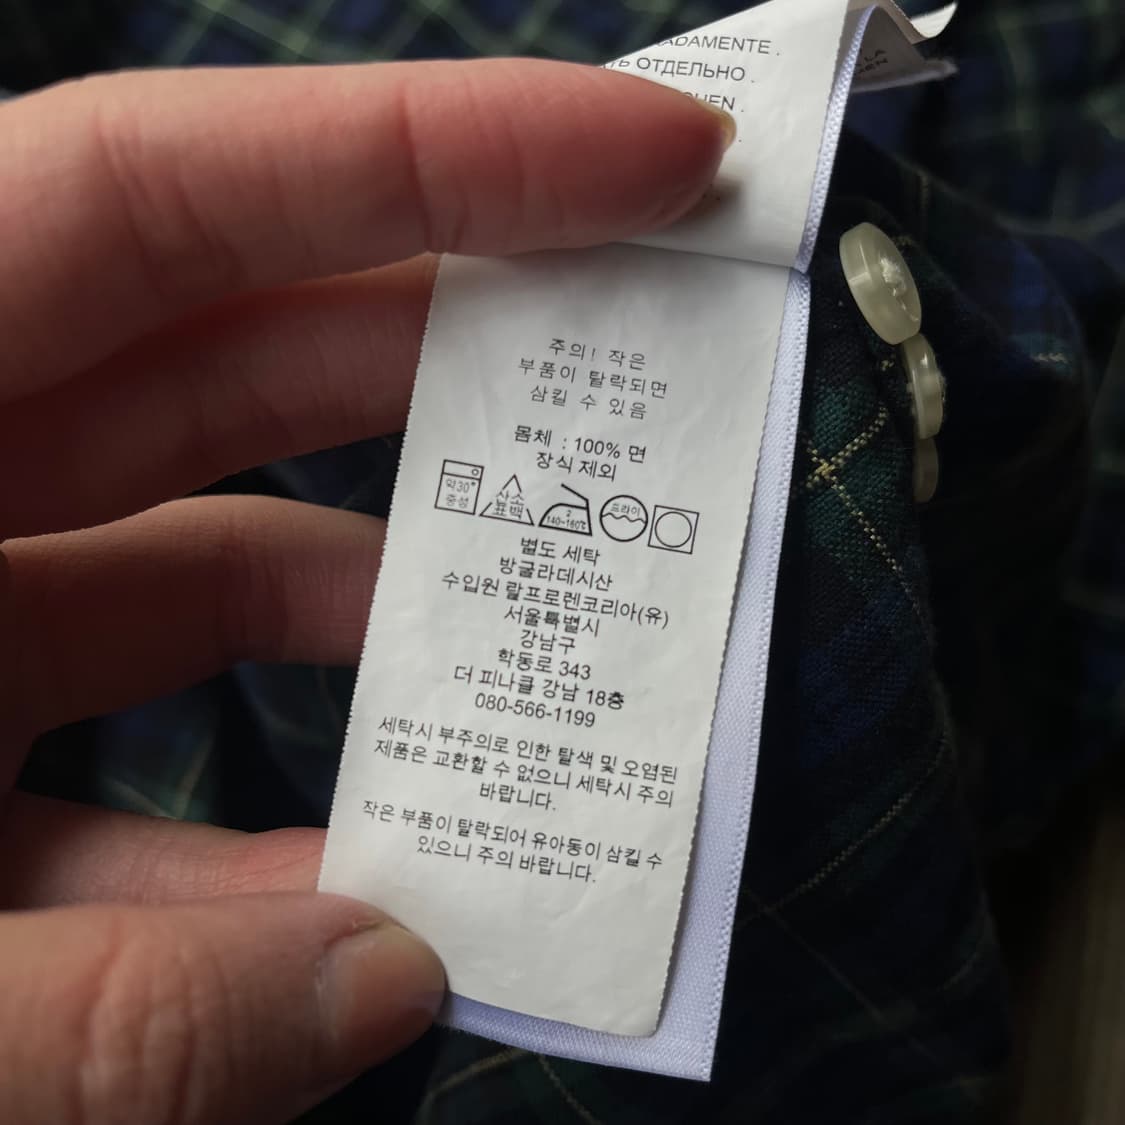 ADAMENTE .
ТЬ ОТДЕЛЬНО .
CHEN .
LA
주의! 작은
부품이 탈락되면
삼킬 수 있음
몸체 : 100% 면
장식 제외
약30° 중성
산소 표백
2 140~160℃
드라이
별도 세탁
방글라데시산
수입원 랄프로렌코리아(유)
서울특별시
강남구
학동로 343
더 피나클 강남 18층
080-566-1199
세탁시 부주의로 인한 탈색 및 오염된
제품은 교환할 수 없으니 세탁시 주의
바랍니다.
작은 부품이 탈락되어 유아동이 삼킬 수
있으니 주의 바랍니다.